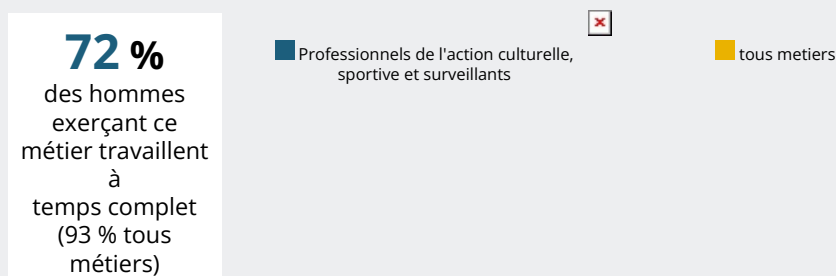 72 %
des hommes
exerçant ce
métier travaillent
à
temps complet
(93 % tous
métiers)
Professionnels de l'action culturelle,
sportive et surveillants
tous metiers